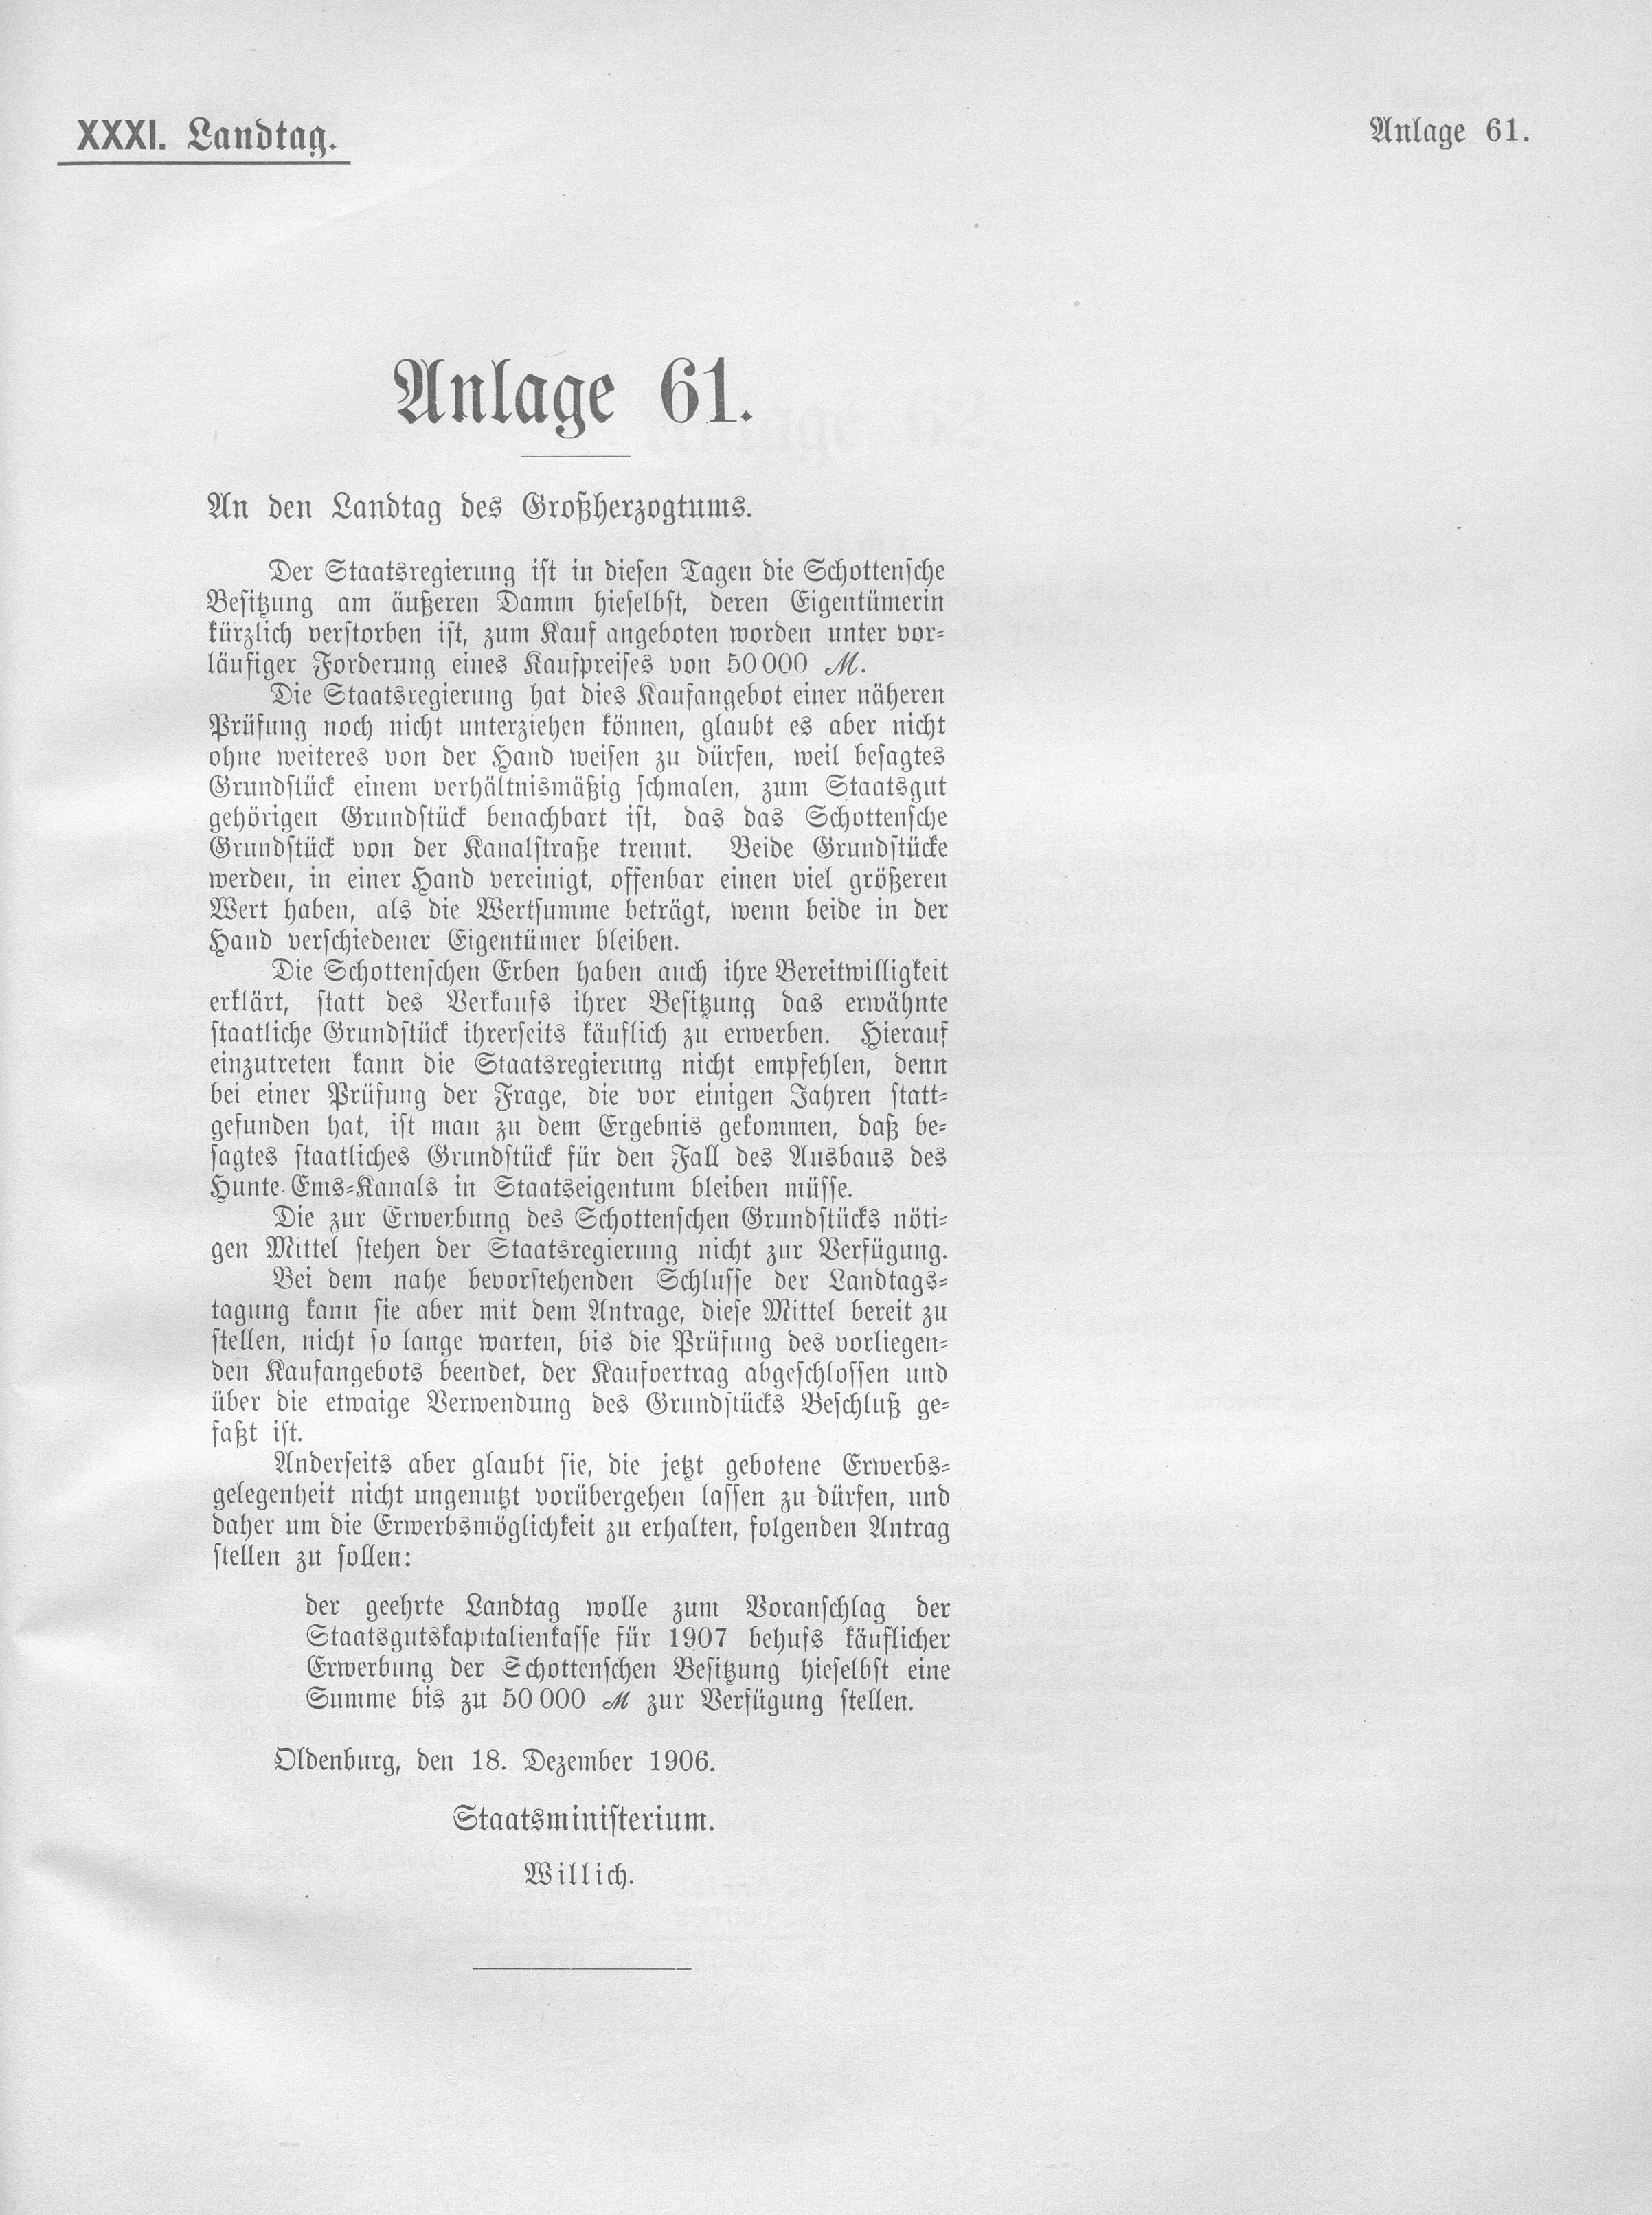 XXXI. Landtag.
Anlage 61.
Anlage 61.
An den Landtag des Großherzogtums.
Der Staatsregierung ist in diesen Tagen die Schottensche
Besitzung am äußeren Damm hieselbst, deren Eigentümerin
kürzlich verstorben ist, zum Kauf angeboten worden unter vor-
läufiger Forderung eines Kaufpreises von 50 000 ℳ.
Die Staatsregierung hat dies Kaufangebot einer näheren
Prüfung noch nicht unterziehen können, glaubt es aber nicht
ohne weiteres von der Hand weisen zu dürfen, weil besagtes
Grundstück einem verhältnismäßig schmalen, zum Staatsgut
gehörigen Grundstück benachbart ist, das das Schottensche
Grundstück von der Kanalstraße trennt. Beide Grundstücke
werden, in einer Hand vereinigt, offenbar einen viel größeren
Wert haben, als die Wertsumme beträgt, wenn beide in der
Hand verschiedener Eigentümer bleiben.
Die Schottenschen Erben haben auch ihre Bereitwilligkeit
erklärt, statt des Verkaufs ihrer Besitzung das erwähnte
staatliche Grundstück ihrerseits käuflich zu erwerben. Hierauf
einzutreten kann die Staatsregierung nicht empfehlen, denn
bei einer Prüfung der Frage, die vor einigen Jahren statt-
gefunden hat, ist man zu dem Ergebnis gekommen, daß be-
sagtes staatliches Grundstück für den Fall des Ausbaus des
Hunte-Ems-Kanals in Staatseigentum bleiben müsse.
Die zur Erwerbung des Schottenschen Grundstücks nöti-
gen Mittel stehen der Staatsregierung nicht zur Verfügung.
Bei dem nahe bevorstehenden Schlusse der Landtags-
tagung kann sie aber mit dem Antrage, diese Mittel bereit zu
stellen, nicht so lange warten, bis die Prüfung des vorliegen-
den Kaufangebots beendet, der Kaufvertrag abgeschlossen und
über die etwaige Verwendung des Grundstücks Beschluß ge-
faßt ist.
Anderseits aber glaubt sie, die jetzt gebotene Erwerbs-
gelegenheit nicht ungenutzt vorübergehen lassen zu dürfen, und
daher um die Erwerbsmöglichkeit zu erhalten, folgenden Antrag
stellen zu sollen:
der geehrte Landtag wolle zum Voranschlag der
Staatsgutskapitalienkasse für 1907 behufs käuflicher
Erwerbung der Schottenschen Besitzung hieselbst eine
Summe bis zu 50 000 ℳ zur Verfügung stellen.
Oldenburg, den 18. Dezember 1906.
Staatsministerium.
Willich.